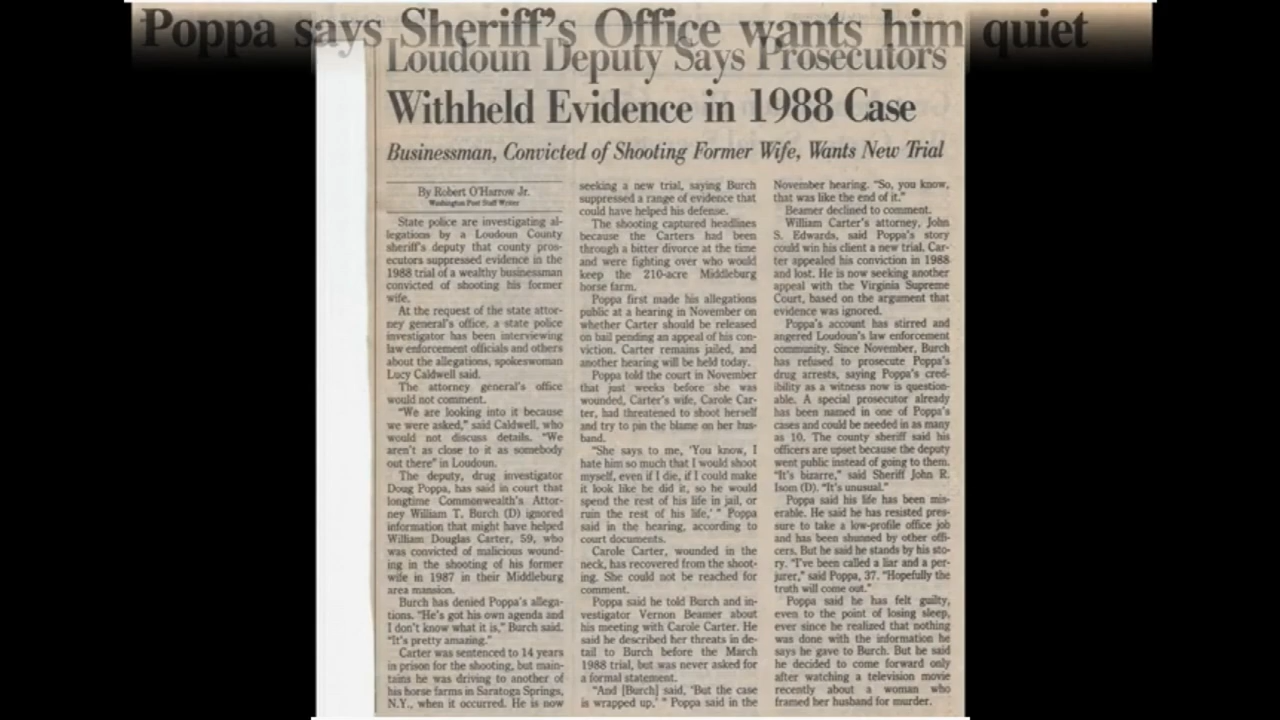 Poppa says Sheriff's Office wants him quiet
Loudoun Deputy Says Prosecutors
Withheld Evidence in 1988 Case
Businessman, Convicted of Shooting Former Wife, Wants New Trial
By Robert O'Harrow Jr.
Washington Post Staff Writer
State police are investigating al-
legations by a Loudoun County
sheriff's deputy that county pros-
ecutors suppressed evidence in the
1988 trial of a wealthy businessman
convicted of shooting his former
wife.
At the request of the state attor-
ney general's office, a state police
investigator has been interviewing
law enforcement officials and others
about the allegations, spokeswoman
Lucy Caldwell said.
The attorney general's office
would not comment.
"We are looking into it because
we were asked," said Caldwell, who
would not discuss details. "We
aren't as close to it as somebody
out there" in Loudoun.
The deputy, drug investigator
Doug Poppa, has said in court that
longtime Commonwealth's Attor-
ney William T. Burch (D) ignored
information that might have helped
William Douglas Carter, 59, who
was convicted of malicious wound-
ing in the shooting of his former
wife in 1987 in their Middleburg
area mansion.
Burch has denied Poppa's allega-
tions. "He's got his own agenda and
I don't know what it is," Burch said.
"It's pretty amazing."
Carter was sentenced to 14 years
in prison for the shooting, but main-
tains he was driving to another of
his horse farms in Saratoga Springs,
N.Y., when it occurred. He is now
seeking a new trial, saying Burch
suppressed a range of evidence that
could have helped his defense.
The shooting captured headlines
because the Carters had been
through a bitter divorce at the time
and were fighting over who would
keep the 210-acre Middleburg
horse farm.
Poppa first made his allegations
public at a hearing in November on
whether Carter should be released
on bail pending an appeal of his con-
viction. Carter remains jailed, and
another hearing will be held today.
Poppa told the court in November
that just weeks before she was
wounded, Carter's wife, Carole Car-
ter, had threatened to shoot herself
and try to pin the blame on her hus-
band.
"She says to me, 'You know, I
hate him so much that I would shoot
myself, even if I die, if I could make
it look like he did it, so he would
spend the rest of his life in jail, or
ruin the rest of his life,' " Poppa
said in the hearing, according to
court documents.
Carole Carter, wounded in the
neck, has recovered from the shoot-
ing. She could not be reached for
comment.
Poppa said he told Burch and in-
vestigator Vernon Beamer about
his meeting with Carole Carter. He
said he described her threats in de-
tail to Burch before the March
1988 trial, but was never asked for
a formal statement.
"And [Burch] said, 'But the case
is wrapped up,' " Poppa said in the
November hearing. "So, you know,
that was like the end of it."
Beamer declined to comment.
William Carter's attorney, John
S. Edwards, said Poppa's story
could win his client a new trial. Car-
ter appealed his conviction in 1988
and lost. He is now seeking another
appeal with the Virginia Supreme
Court, based on the argument that
evidence was ignored.
Poppa's account has stirred and
angered Loudoun's law enforcement
community. Since November, Burch
has refused to prosecute Poppa's
drug arrests, saying Poppa's cred-
ibility as a witness now is question-
able. A special prosecutor already
has been named in one of Poppa's
cases and could be needed in as many
as 10. The county sheriff said his
officers are upset because the deputy
went public instead of going to them.
"It's bizarre," said Sheriff John R.
Isom (D). "It's unusual."
Poppa said his life has been mis-
erable. He said he has resisted pres-
sure to take a low-profile office job
and has been shunned by other offi-
cers. But he said he stands by his sto-
ry. "I've been called a liar and a per-
jurer," said Poppa, 37. "Hopefully the
truth will come out."
Poppa said he has felt guilty,
even to the point of losing sleep,
ever since he realized that nothing
was done with the information he
says he gave to Burch. But he said
he decided to come forward only
after watching a television movie
recently about a woman who
framed her husband for murder.